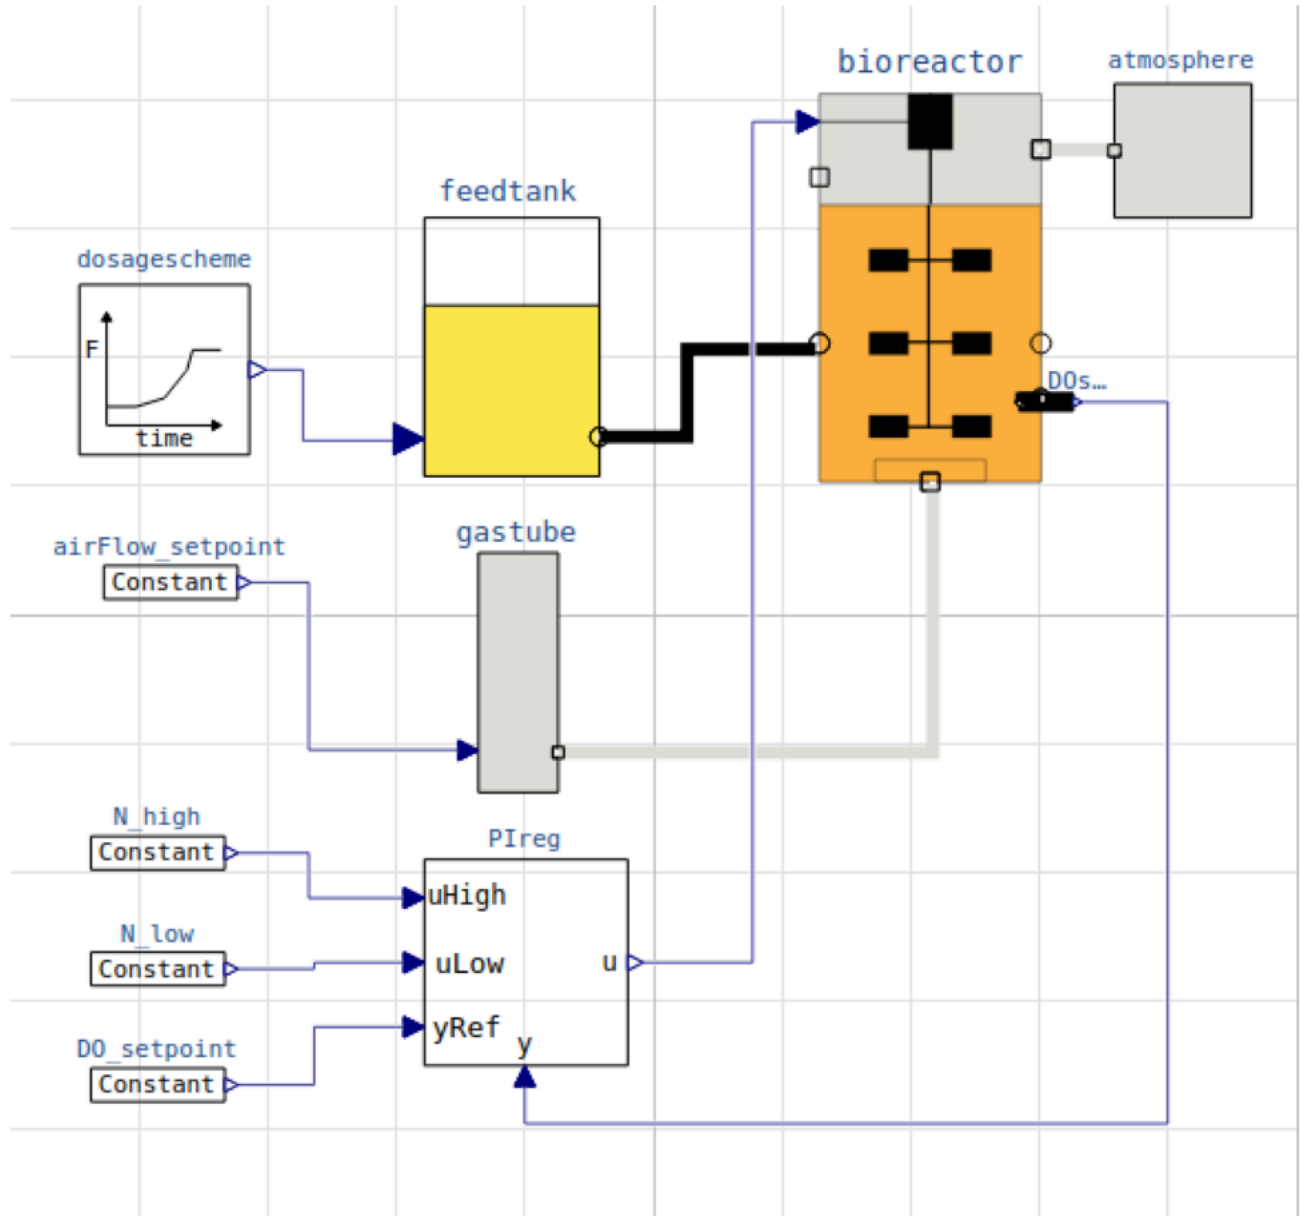 bioreactor
atmosphere
feedtank
dosagescheme
F
time
DOs…
gastube
airFlow_setpoint
Constant
N_high
Constant
PIreg
uHigh
N_low
Constant
uLow
u
yRef
y
DO_setpoint
Constant